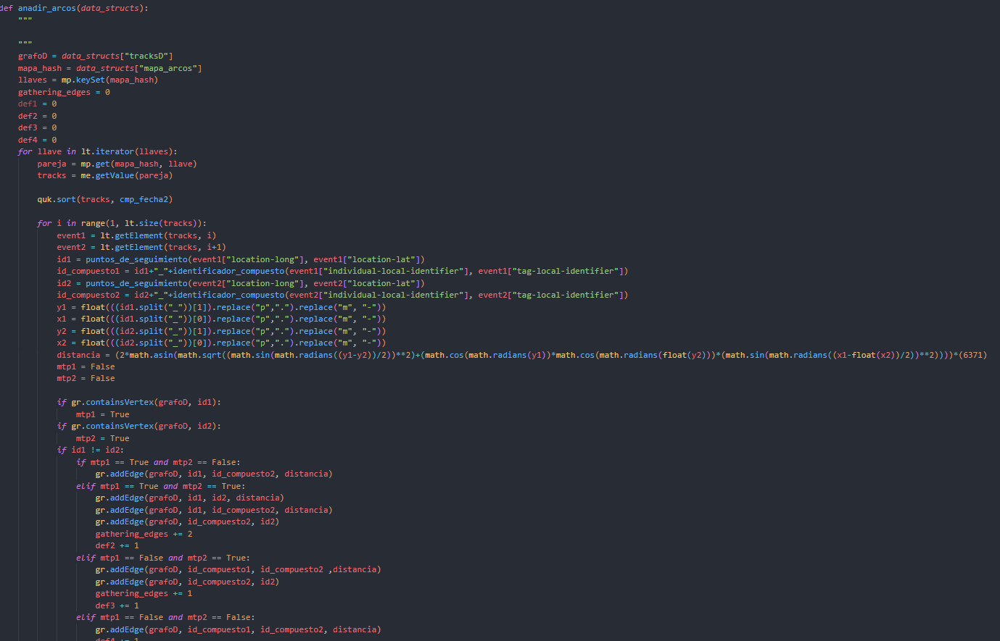 def anadir_arcos(data_structs):
    """

    """
    grafoD = data_structs["tracksD"]
    mapa_hash = data_structs["mapa_arcos"]
    llaves = mp.keySet(mapa_hash)
    gathering_edges = 0
    def1 = 0
    def2 = 0
    def3 = 0
    def4 = 0
    for llave in lt.iterator(llaves):
        pareja = mp.get(mapa_hash, llave)
        tracks = me.getValue(pareja)

        quk.sort(tracks, cmp_fecha2)

        for i in range(1, lt.size(tracks)):
            event1 = lt.getElement(tracks, i)
            event2 = lt.getElement(tracks, i+1)
            id1 = puntos_de_seguimiento(event1["location-long"], event1["location-lat"])
            id_compuesto1 = id1+"_"+identificador_compuesto(event1["individual-local-identifier"], event1["tag-local-identifier"])
            id2 = puntos_de_seguimiento(event2["location-long"], event2["location-lat"])
            id_compuesto2 = id2+"_"+identificador_compuesto(event2["individual-local-identifier"], event2["tag-local-identifier"])
            y1 = float(((id1.split("_"))[1]).replace("p",".").replace("m", "-"))
            x1 = float(((id1.split("_"))[0]).replace("p",".").replace("m", "-"))
            y2 = float(((id2.split("_"))[1]).replace("p",".").replace("m", "-"))
            x2 = float(((id2.split("_"))[0]).replace("p",".").replace("m", "-"))
            distancia = (2*math.asin(math.sqrt((math.sin(math.radians((y1-y2))/2))**2)+(math.cos(math.radians(y1))*math.cos(math.radians(float(y2)))*(math.sin(math.radians((x1-float(x2))/2))**2))))*(6371)
            mtp1 = False
            mtp2 = False

            if gr.containsVertex(grafoD, id1):
                mtp1 = True
            if gr.containsVertex(grafoD, id2):
                mtp2 = True
            if id1 != id2:
                if mtp1 == True and mtp2 == False:
                    gr.addEdge(grafoD, id1, id_compuesto2, distancia)
                elif mtp1 == True and mtp2 == True:
                    gr.addEdge(grafoD, id1, id2, distancia)
                    gr.addEdge(grafoD, id1, id_compuesto2, distancia)
                    gr.addEdge(grafoD, id_compuesto2, id2)
                    gathering_edges += 2
                    def2 += 1
                elif mtp1 == False and mtp2 == True:
                    gr.addEdge(grafoD, id_compuesto1, id_compuesto2 ,distancia)
                    gr.addEdge(grafoD, id_compuesto2, id2)
                    gathering_edges += 1
                    def3 += 1
                elif mtp1 == False and mtp2 == False:
                    gr.addEdge(grafoD, id_compuesto1, id_compuesto2, distancia)
                    def4 += 1